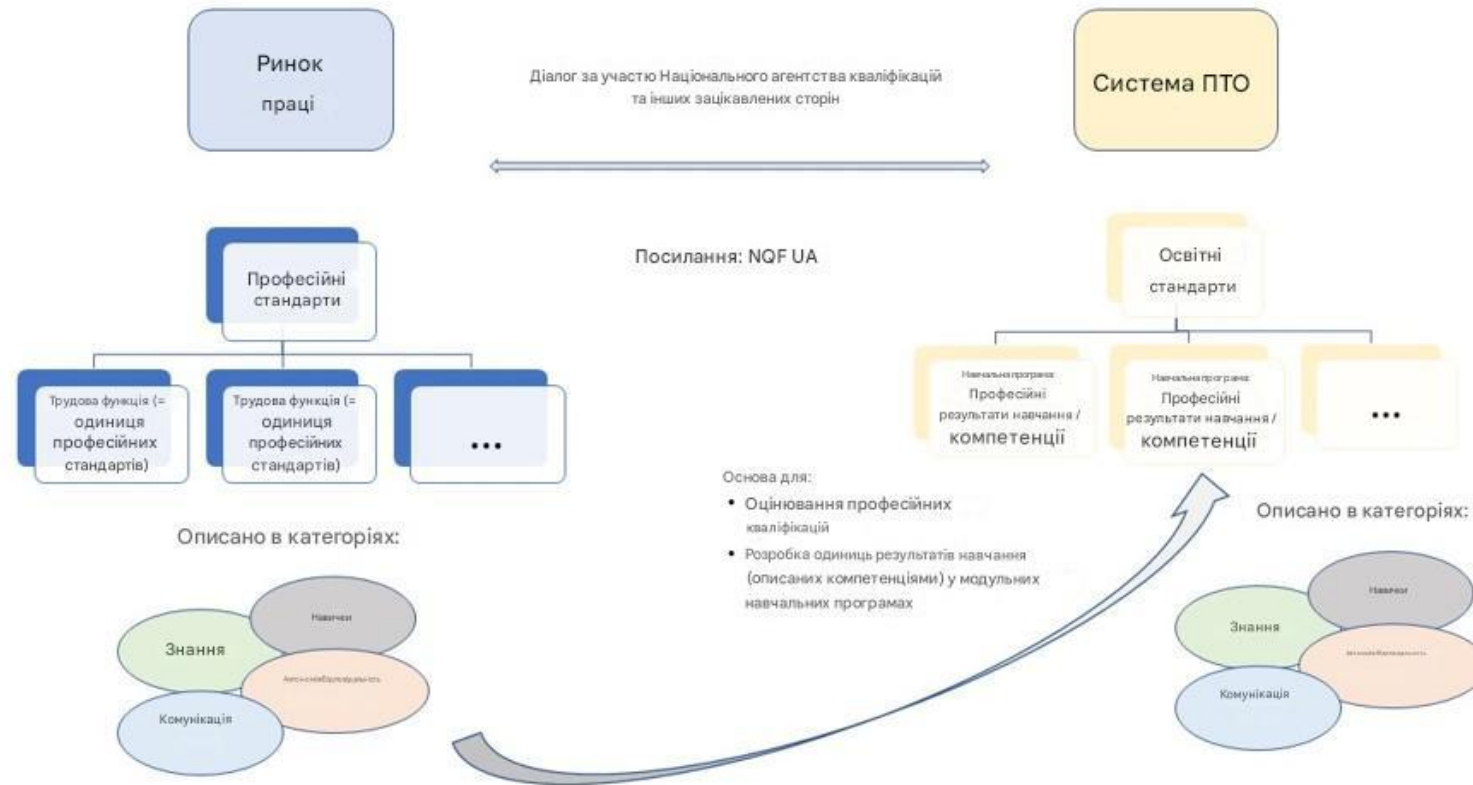 Ринок
праці
Діалог за участю Національного агентства кваліфікацій
та інших зацікавлених сторін
Система ПТО
Професійні
стандарти
Посилання: NQF UA
Освітні
стандарти
Трудова функція (=
одиниця
професійних
стандартів)
Трудова функція (=
одиниця
професійних
стандартів)
...
Навчальна програма:
Професійні
результати навчання /
компетенції
Навчальна програма:
Професійні
результати навчання /
компетенції
...
Основа для:
• Оцінювання професійних
кваліфікацій
• Розробка одиниць результатів навчання
(описаних компетенціями) у модульних
навчальних програмах
Описано в категоріях:
Навички
Знання
Комунікація
Описано в категоріях:
Навички
Знання
Комунікація